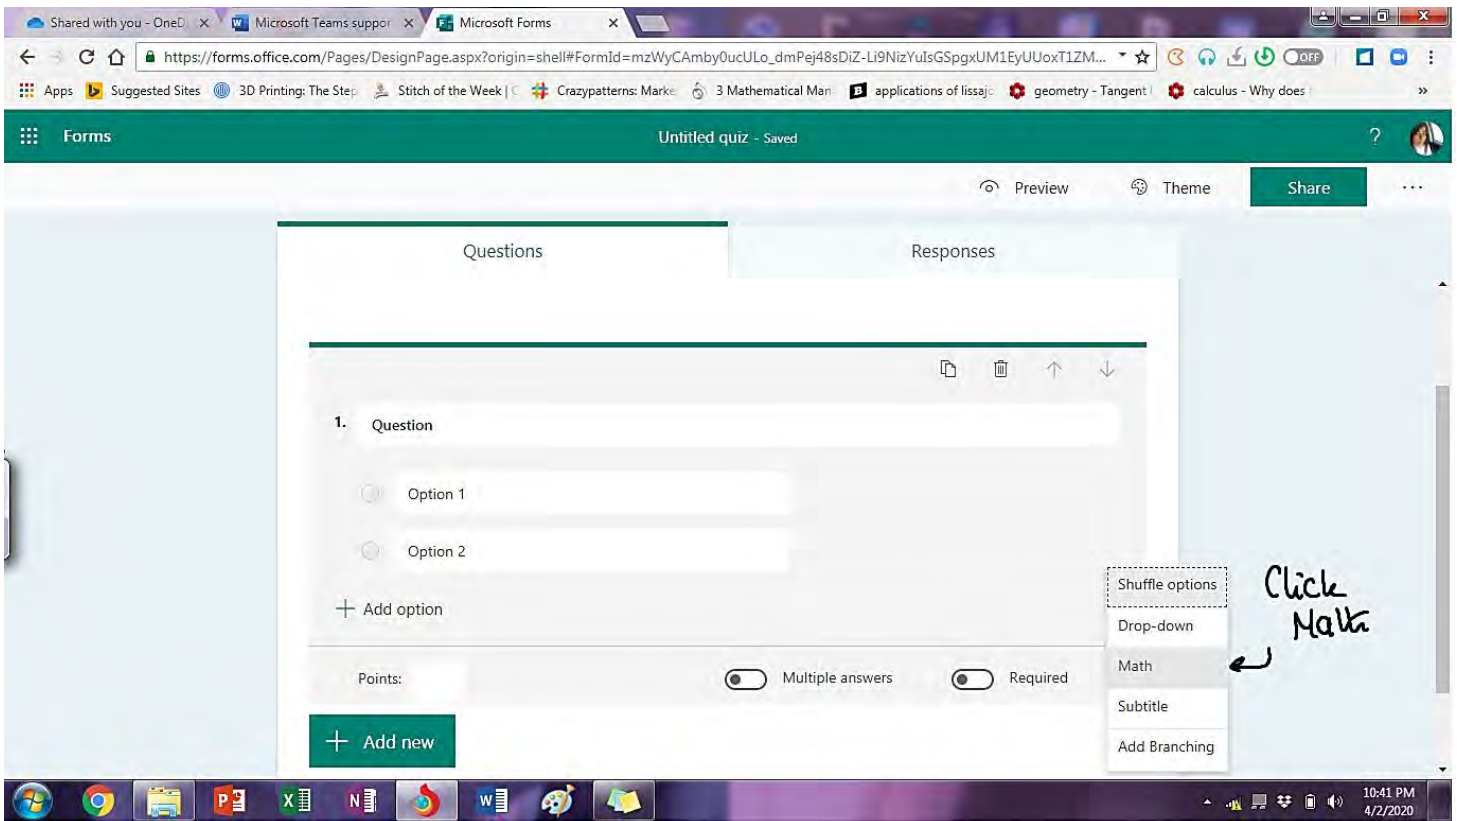 Shared with you - OneD
Microsoft Teams suppor
Microsoft Forms
https://forms.office.com/Pages/DesignPage.aspx?origin=shell#FormId=mzWyCAmby0ucULo_dmPej48sDiZ-Li9NizYuIsGSpgxUM1EyUUoxT1ZM...
OFF
Apps
Suggested Sites
3D Printing: The Step
Stitch of the Week | C
Crazypatterns: Marke
3 Mathematical Man
applications of lissajo
geometry - Tangent l
calculus - Why does
»
Forms
Untitled quiz - Saved
?
Preview
Theme
Share
...
Questions
Responses
1. Question
Option 1
Option 2
+ Add option
Shuffle options
Click
Drop-down
Math
Math
Points:
Multiple answers
Required
Subtitle
+ Add new
Add Branching
10:41 PM
4/2/2020